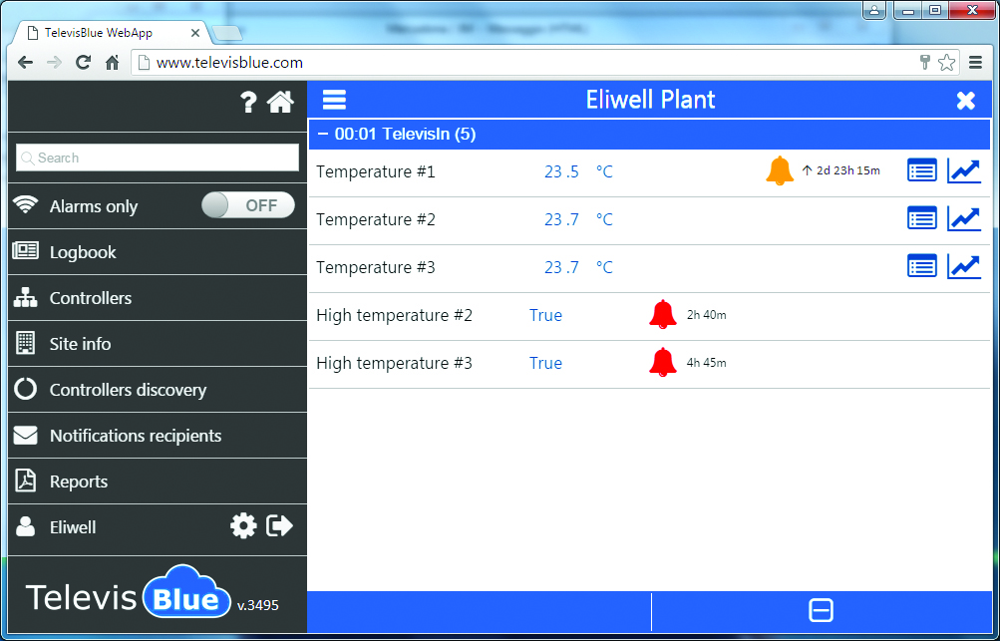 TelevisBlue WebApp
www.televisblue.com
?
Eliwell Plant
00:01 TelevisIn (5)
Search
Temperature #1 23 .5 °C ↑ 2d 23h 15m
Alarms only OFF
Temperature #2 23 .7 °C
Logbook
Temperature #3 23 .7 °C
Controllers
High temperature #2 True 2h 40m
Site info
High temperature #3 True 4h 45m
Controllers discovery
Notifications recipients
Reports
Eliwell
Televis Blue v.3495